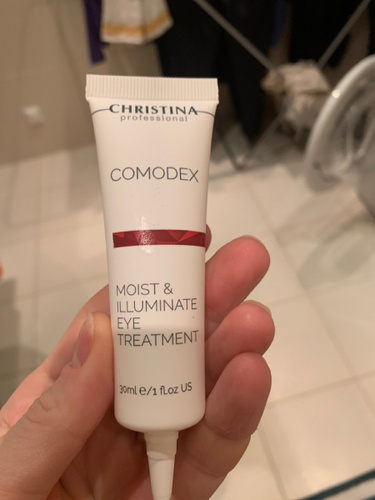 CHRISTINA
professional
COMODEX
MOIST &
ILLUMINATE
EYE
TREATMENT
30ml e/1 fl.oz US